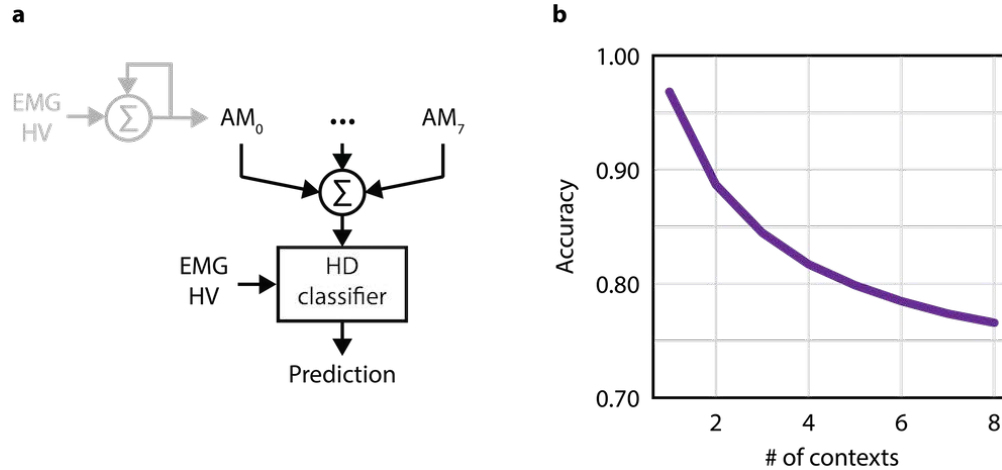 a
EMG
HV
Σ
AM₀
...
AM₇
Σ
EMG
HV
HD
classifier
Prediction
b
1.00
0.90
0.80
0.70
Accuracy
2
4
6
8
# of contexts